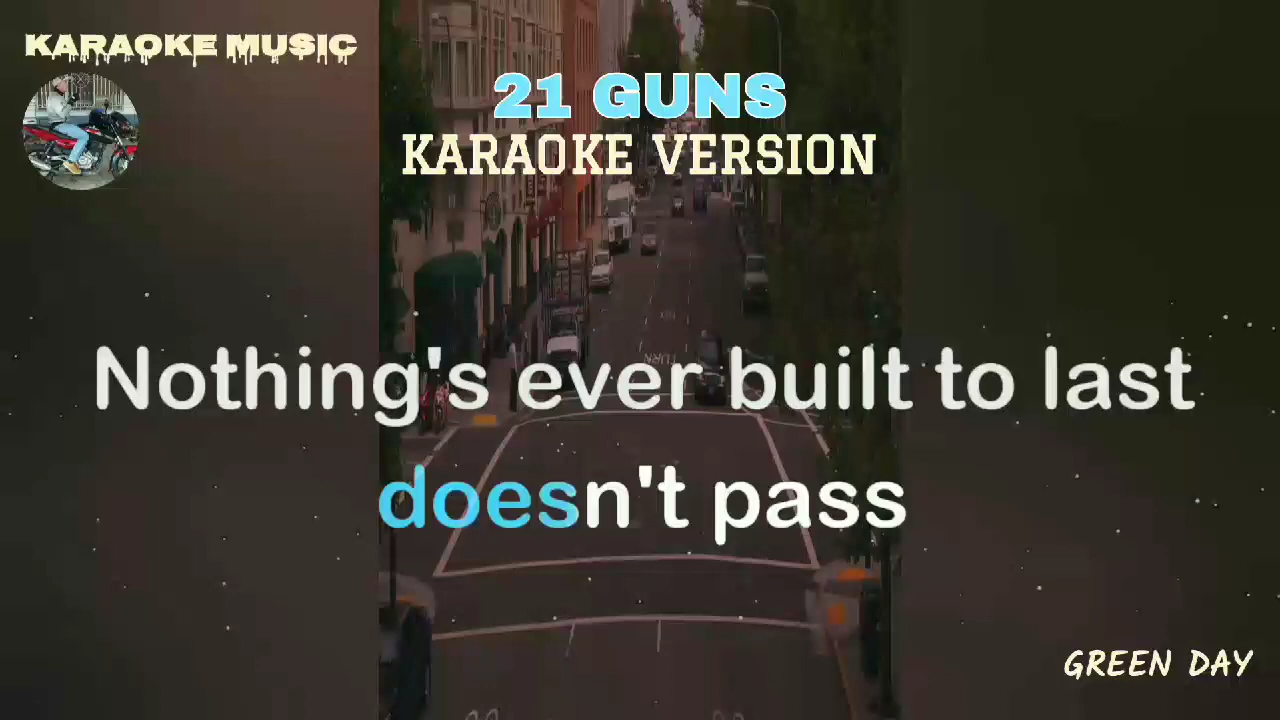 KARAOKE MUSIC
21 GUNS
KARAOKE VERSION
Nothing's ever built to last
doesn't pass
GREEN DAY